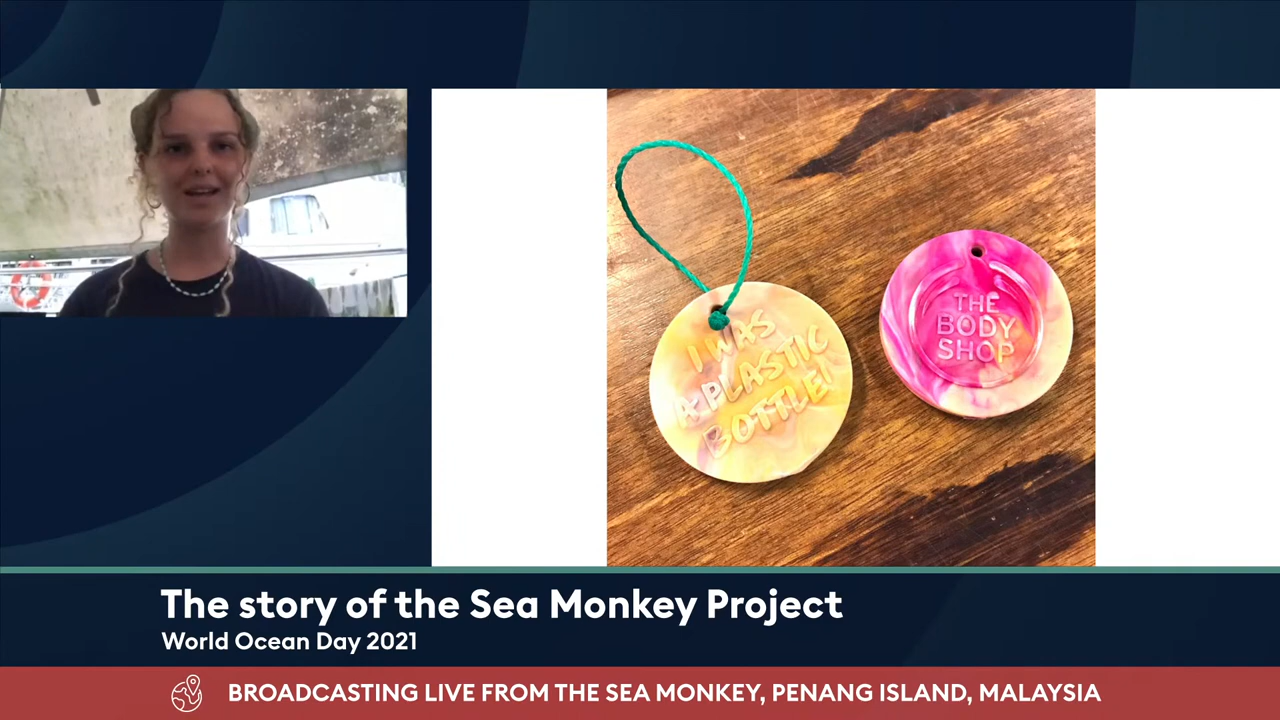 I WAS
A PLASTIC
BOTTLE!
THE
BODY
SHOP
The story of the Sea Monkey Project
World Ocean Day 2021
BROADCASTING LIVE FROM THE SEA MONKEY, PENANG ISLAND, MALAYSIA